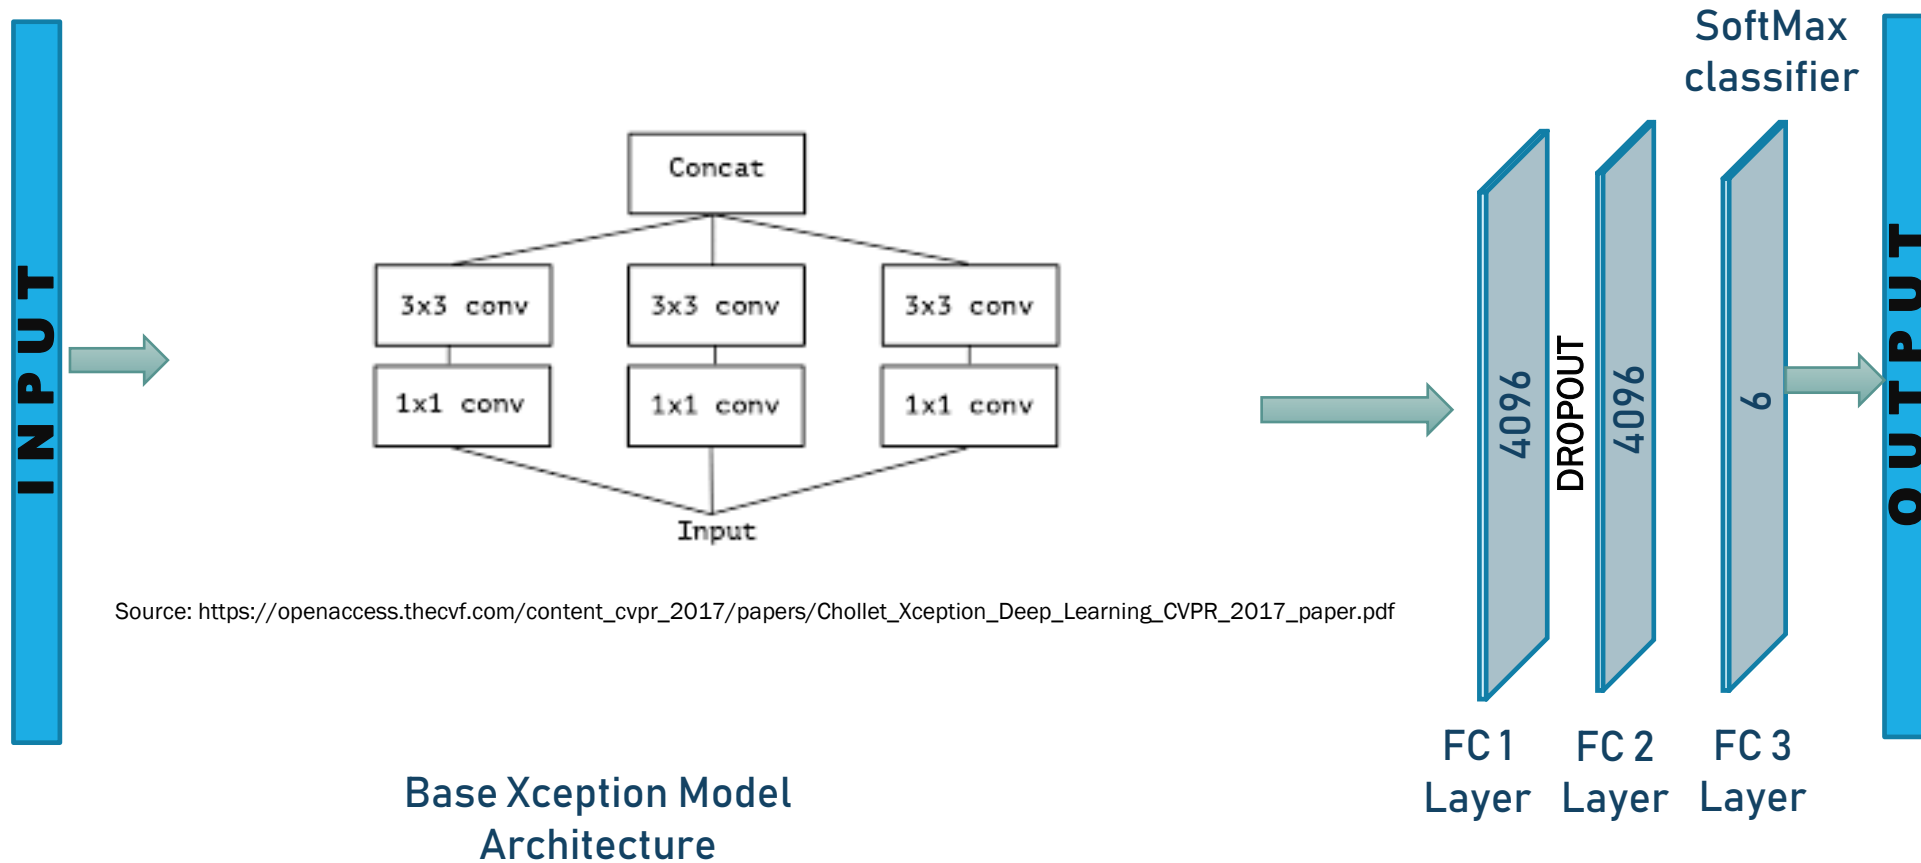 INPUT
Concat
3x3 conv
3x3 conv
3x3 conv
1x1 conv
1x1 conv
1x1 conv
Input
Source: https://openaccess.thecvf.com/content_cvpr_2017/papers/Chollet_Xception_Deep_Learning_CVPR_2017_paper.pdf
Base Xception Model
Architecture
4096
DROPOUT
4096
SoftMax
classifier
6
FC 1
Layer
FC 2
Layer
FC 3
Layer
OUTPUT